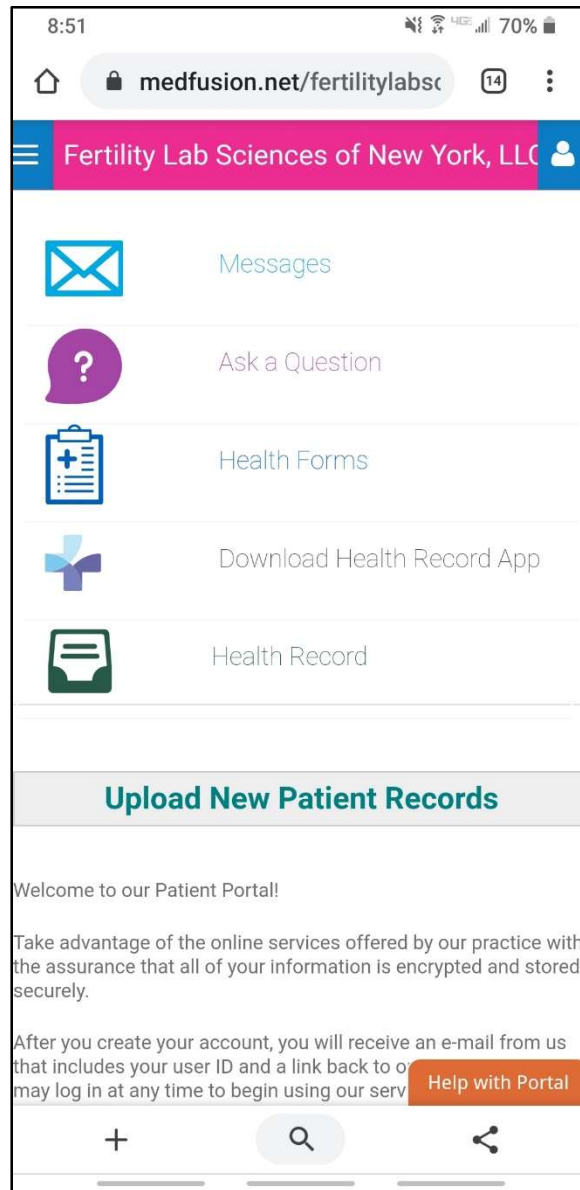 8:51 4GE 70%
medfusion.net/fertilitylabsc 14
Fertility Lab Sciences of New York, LLC
Messages
? Ask a Question
Health Forms
Download Health Record App
Health Record
Upload New Patient Records
Welcome to our Patient Portal!
Take advantage of the online services offered by our practice with
the assurance that all of your information is encrypted and stored
securely.
After you create your account, you will receive an e-mail from us
that includes your user ID and a link back to
may log in at any time to begin using our serv
Help with Portal